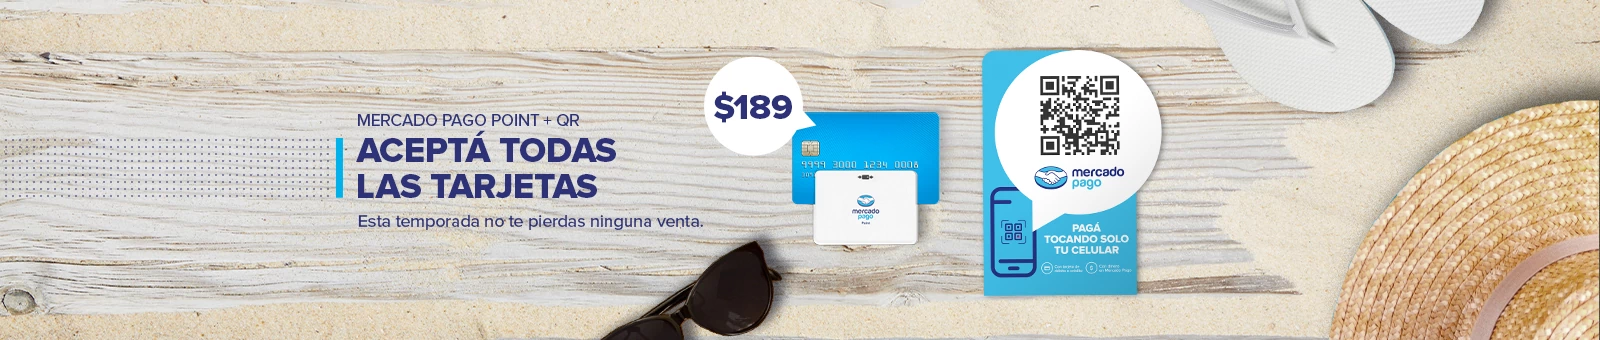 MERCADO PAGO POINT + QR
ACEPTÁ TODAS
LAS TARJETAS
Esta temporada no te pierdas ninguna venta.
$189
9999 3000 1234 000
mercado
pago
mercado
pago
PAGÁ
TOCANDO SOLO
TU CELULAR